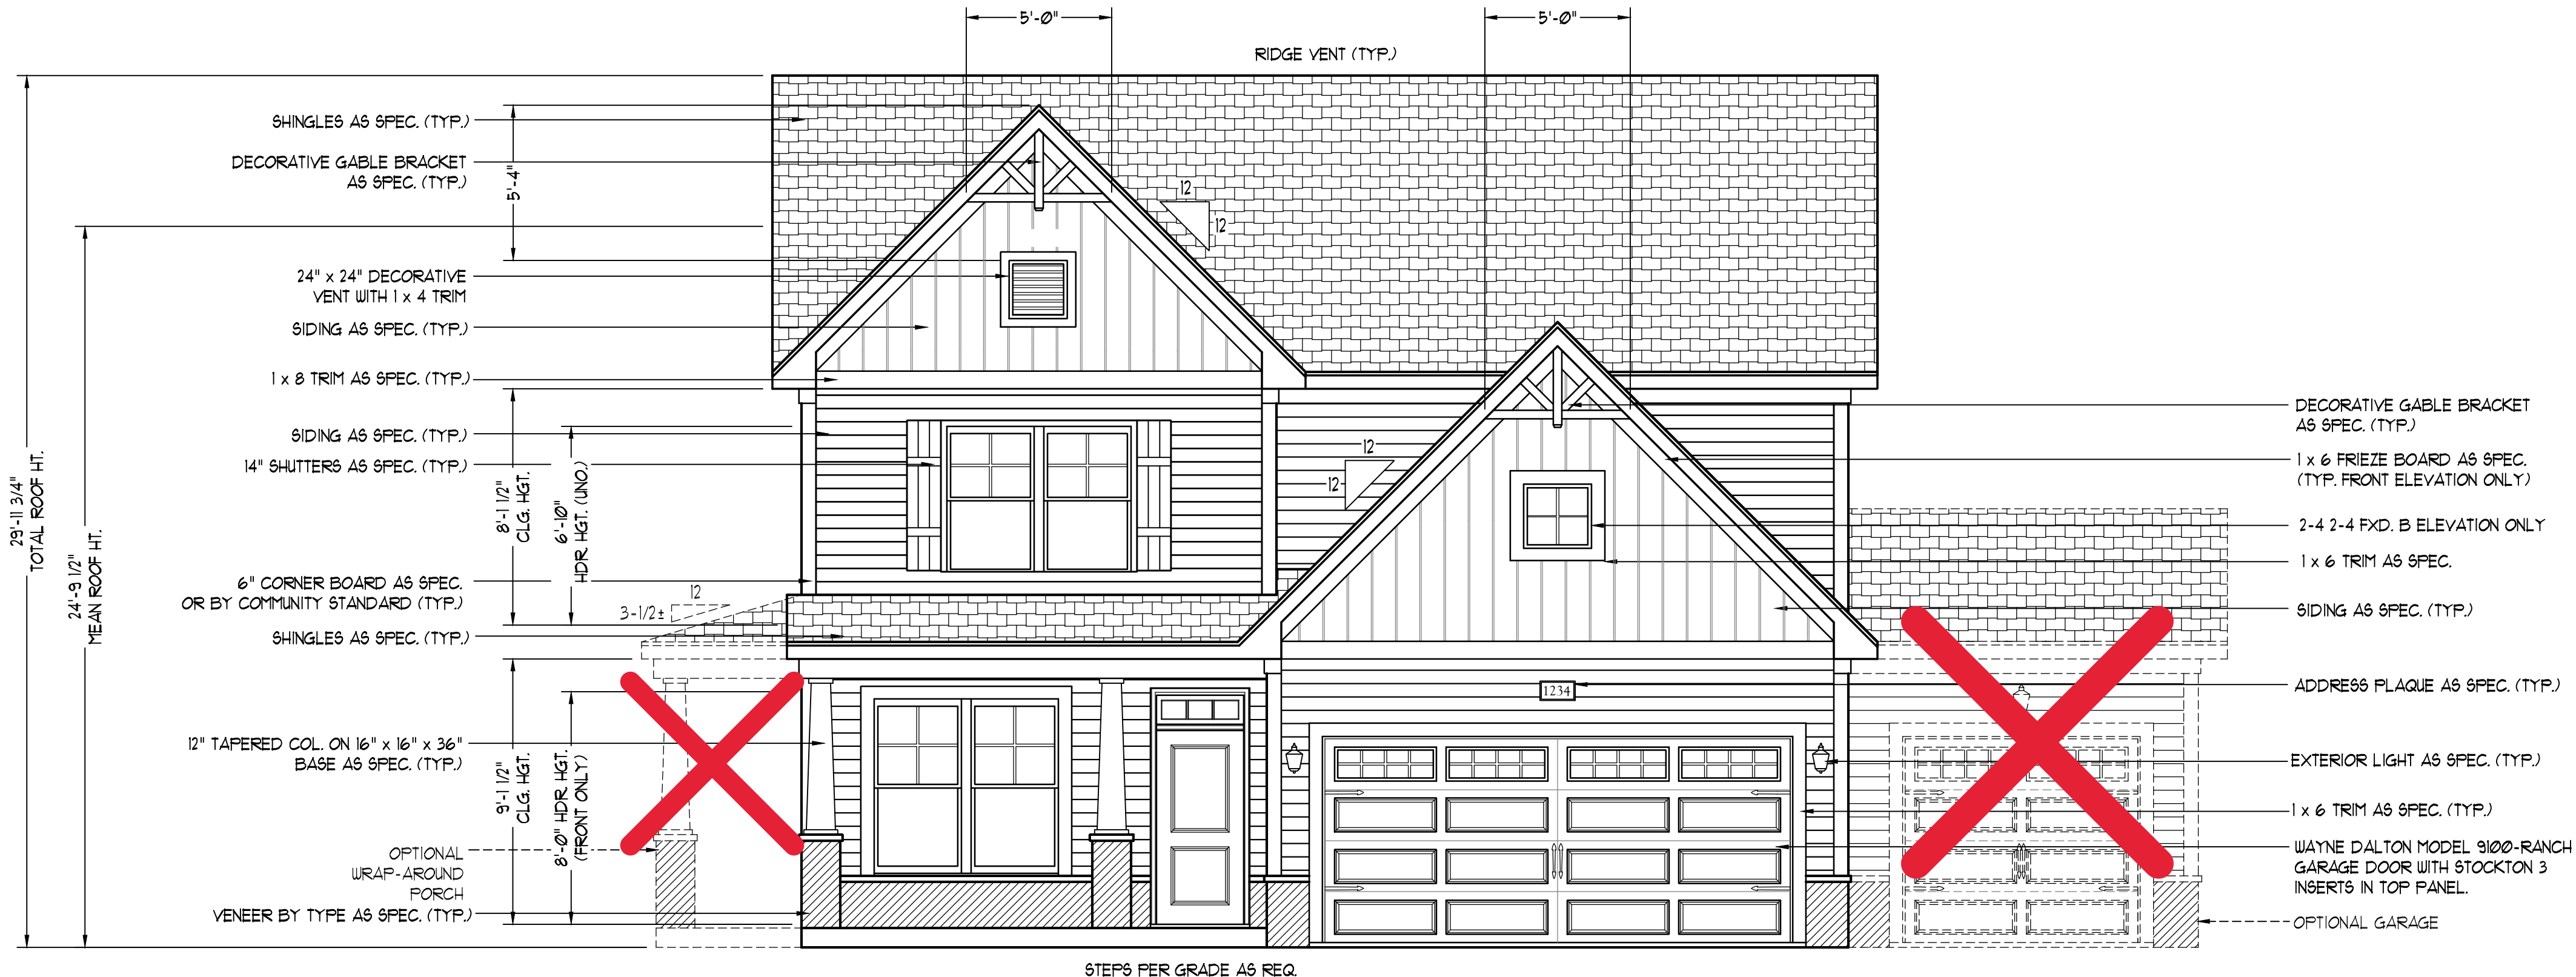 5'-0"
5'-0"
RIDGE VENT (TYP.)
SHINGLES AS SPEC. (TYP.)
DECORATIVE GABLE BRACKET
AS SPEC. (TYP.)
5'-4"
12
12
24" x 24" DECORATIVE
VENT WITH 1 x 4 TRIM
SIDING AS SPEC. (TYP.)
1 x 8 TRIM AS SPEC. (TYP.)
SIDING AS SPEC. (TYP.)
14" SHUTTERS AS SPEC. (TYP.)
29'-11 3/4"
TOTAL ROOF HT.
24'-9 1/2"
MEAN ROOF HT.
8'-1 1/2"
CLG. HGT.
6'-10"
HDR. HGT. (UNO.)
6" CORNER BOARD AS SPEC.
OR BY COMMUNITY STANDARD (TYP.)
12
3-1/2±
SHINGLES AS SPEC. (TYP.)
12" TAPERED COL. ON 16" x 16" x 36"
BASE AS SPEC. (TYP.)
9'-1 1/2"
CLG. HGT.
8'-0" HDR. HGT.
(FRONT ONLY)
OPTIONAL
WRAP-AROUND
PORCH
VENEER BY TYPE AS SPEC. (TYP.)
12
12
1234
DECORATIVE GABLE BRACKET
AS SPEC. (TYP.)
1 x 6 FRIEZE BOARD AS SPEC.
(TYP. FRONT ELEVATION ONLY)
2-4 2-4 FXD. B ELEVATION ONLY
1 x 6 TRIM AS SPEC.
SIDING AS SPEC. (TYP.)
ADDRESS PLAQUE AS SPEC. (TYP.)
EXTERIOR LIGHT AS SPEC. (TYP.)
1 x 6 TRIM AS SPEC. (TYP.)
WAYNE DALTON MODEL 9100-RANCH
GARAGE DOOR WITH STOCKTON 3
INSERTS IN TOP PANEL.
OPTIONAL GARAGE
STEPS PER GRADE AS REQ.